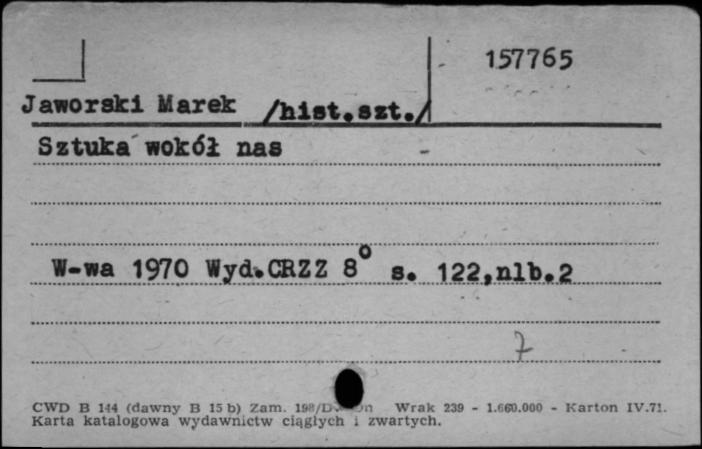 157765
Jaworski Marek /hist.szt./
Sztuka wokół nas
W-wa 1970 Wyd.CRZZ 8° s. 122,nlb.2
7
CWD B 144 (dawny B 15 b) Zam. Wrak 239 - 1.660.000 - Karton IV.71.
Karta katalogowa wydawnictw ciągłych i zwartych.